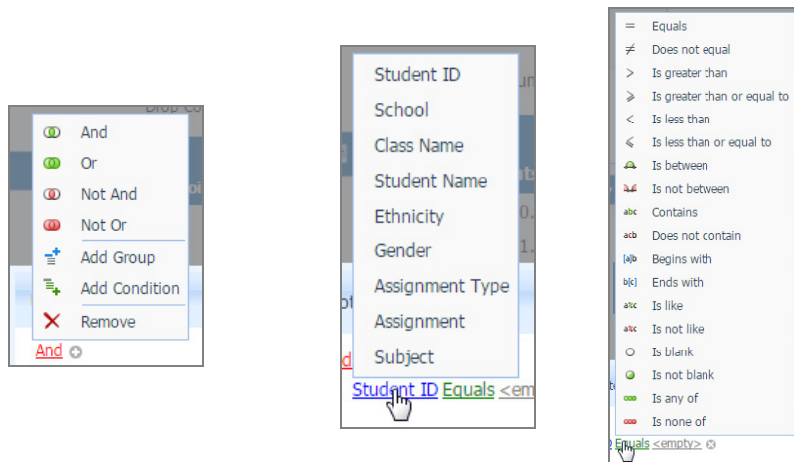 And
Or
Not And
Not Or
Add Group
Add Condition
Remove
And
Student ID
School
Class Name
Student Name
Ethnicity
Gender
Assignment Type
Assignment
Subject
Student ID Equals <em
= Equals
≠ Does not equal
> Is greater than
⩾ Is greater than or equal to
< Is less than
⩽ Is less than or equal to
Is between
Is not between
abc Contains
acb Does not contain
[a]b Begins with
b[c] Ends with
abc Is like
abc Is not like
Is blank
Is not blank
Is any of
Is none of
Equals <empty>